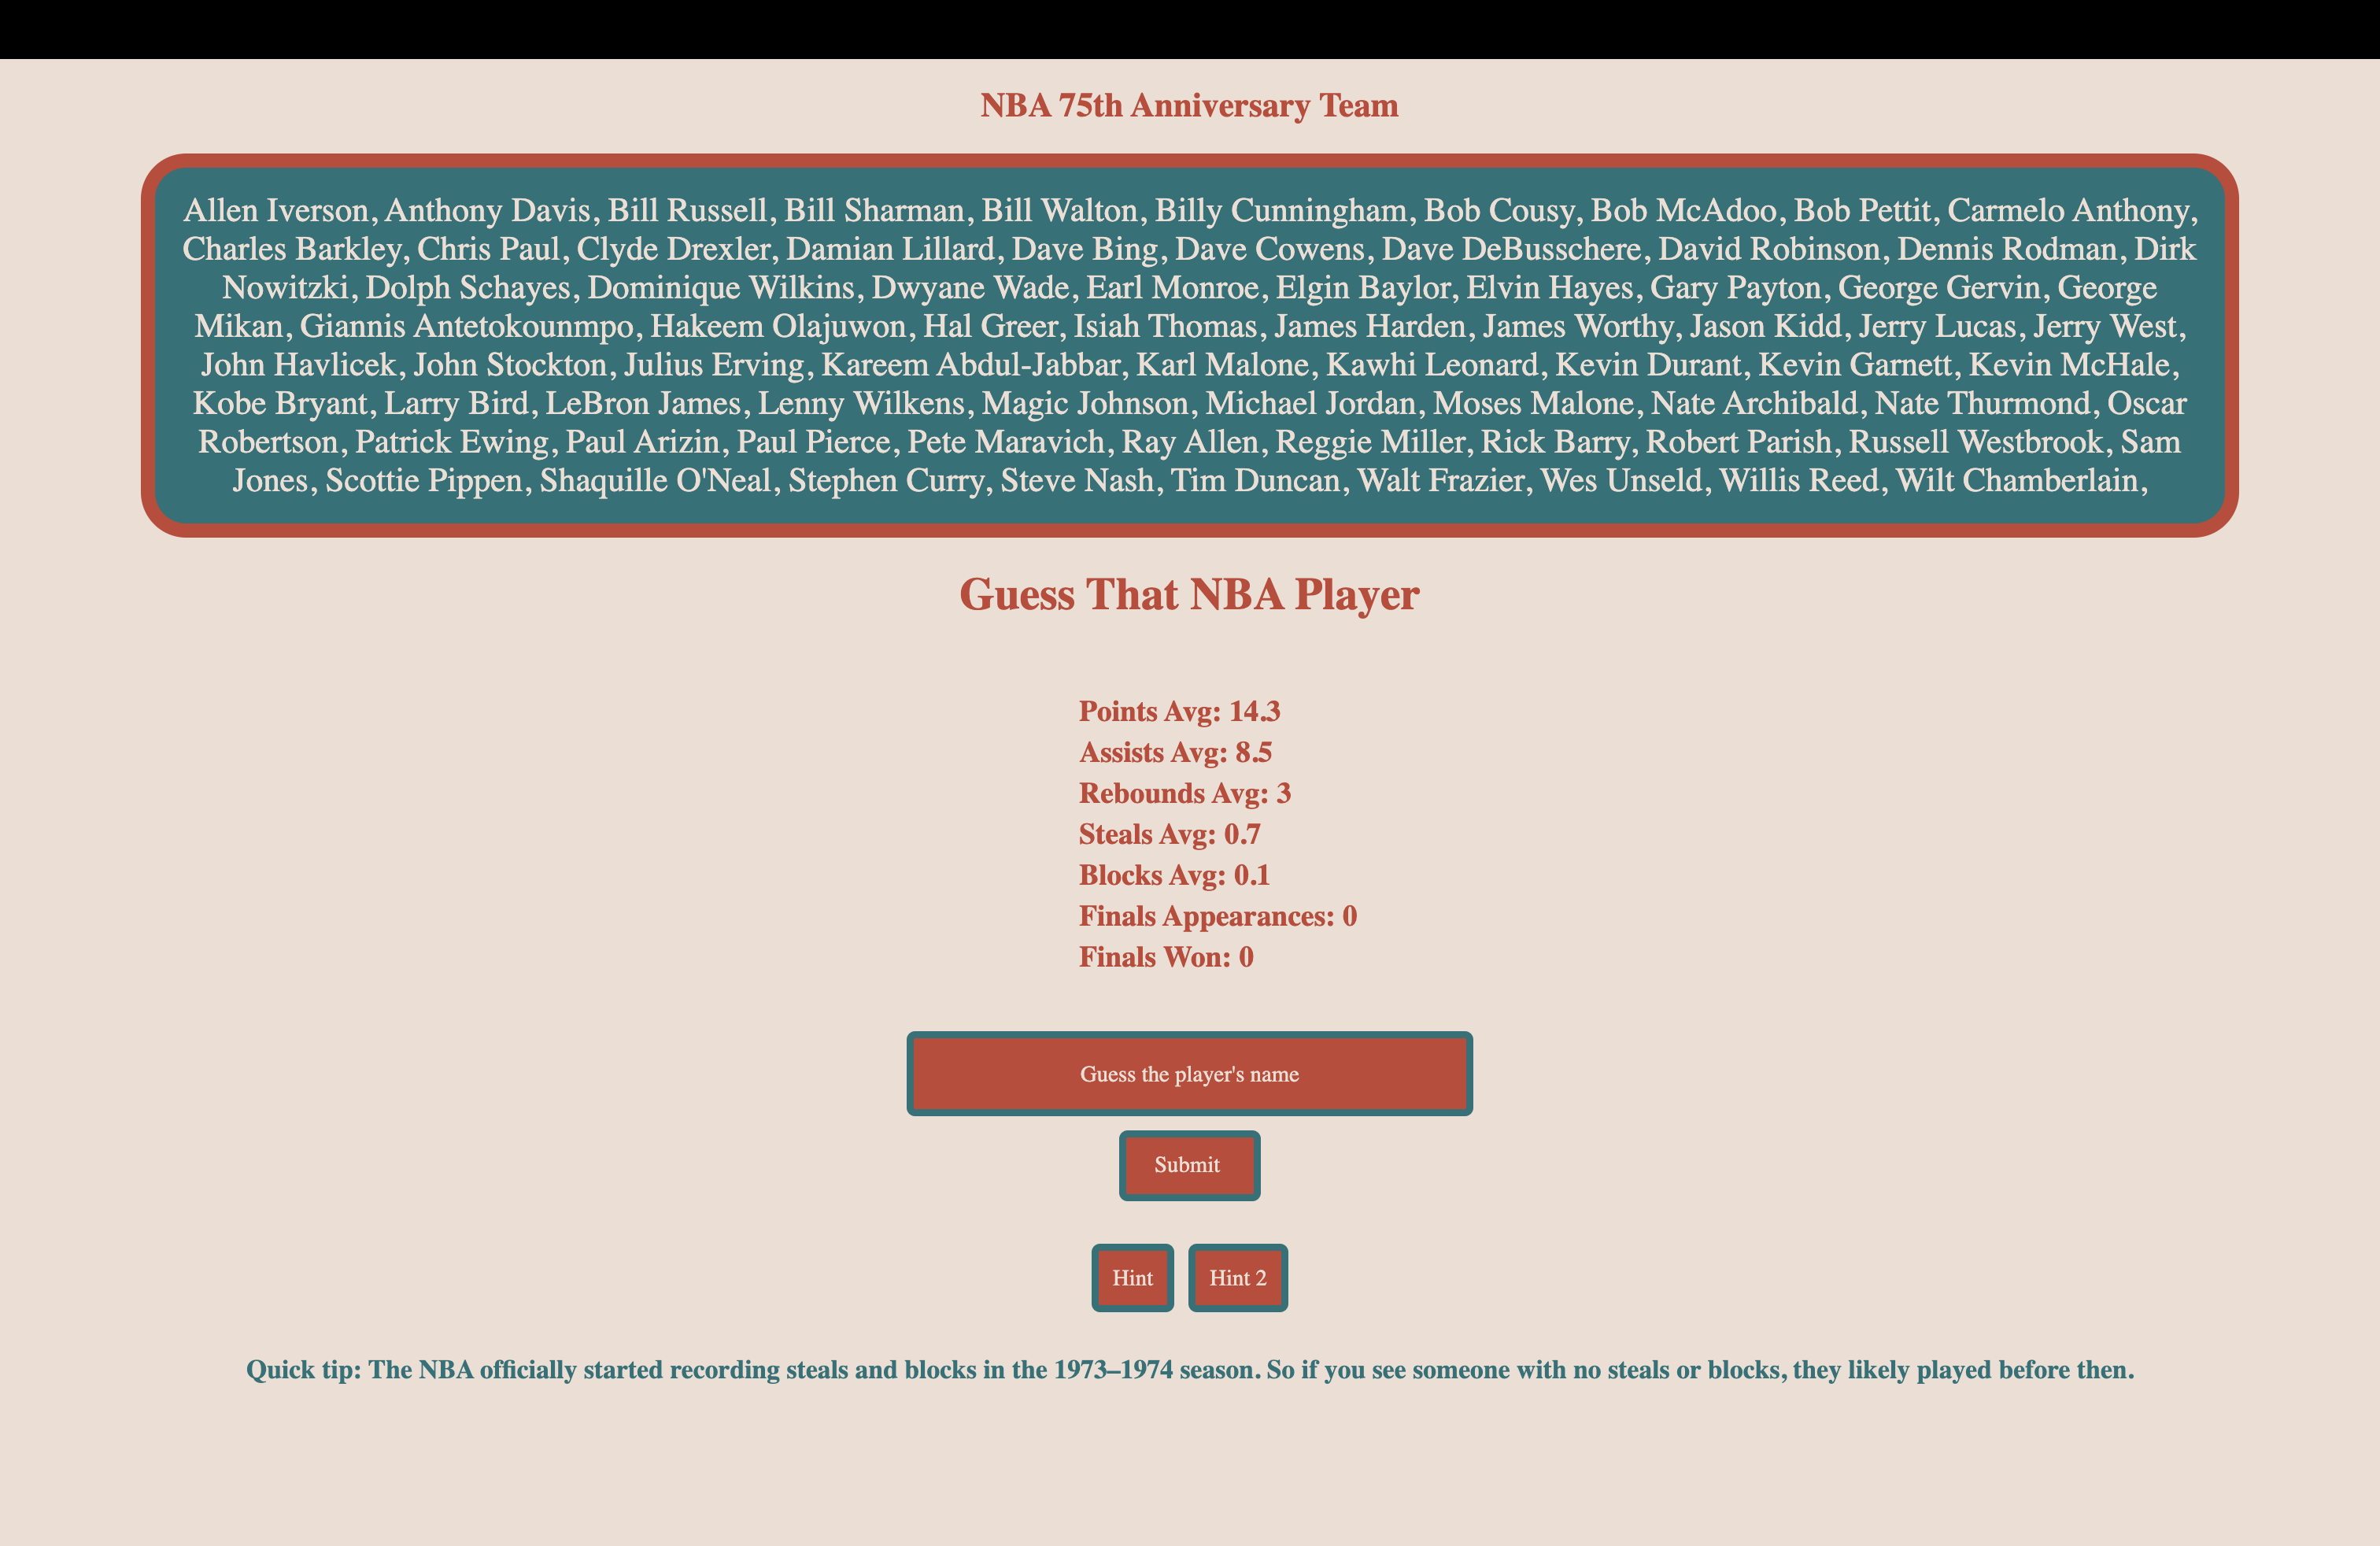 NBA 75th Anniversary Team
Allen Iverson, Anthony Davis, Bill Russell, Bill Sharman, Bill Walton, Billy Cunningham, Bob Cousy, Bob McAdoo, Bob Pettit, Carmelo Anthony,
Charles Barkley, Chris Paul, Clyde Drexler, Damian Lillard, Dave Bing, Dave Cowens, Dave DeBusschere, David Robinson, Dennis Rodman, Dirk
Nowitzki, Dolph Schayes, Dominique Wilkins, Dwyane Wade, Earl Monroe, Elgin Baylor, Elvin Hayes, Gary Payton, George Gervin, George
Mikan, Giannis Antetokounmpo, Hakeem Olajuwon, Hal Greer, Isiah Thomas, James Harden, James Worthy, Jason Kidd, Jerry Lucas, Jerry West,
John Havlicek, John Stockton, Julius Erving, Kareem Abdul-Jabbar, Karl Malone, Kawhi Leonard, Kevin Durant, Kevin Garnett, Kevin McHale,
Kobe Bryant, Larry Bird, LeBron James, Lenny Wilkens, Magic Johnson, Michael Jordan, Moses Malone, Nate Archibald, Nate Thurmond, Oscar
Robertson, Patrick Ewing, Paul Arizin, Paul Pierce, Pete Maravich, Ray Allen, Reggie Miller, Rick Barry, Robert Parish, Russell Westbrook, Sam
Jones, Scottie Pippen, Shaquille O'Neal, Stephen Curry, Steve Nash, Tim Duncan, Walt Frazier, Wes Unseld, Willis Reed, Wilt Chamberlain,
Guess That NBA Player
Points Avg: 14.3
Assists Avg: 8.5
Rebounds Avg: 3
Steals Avg: 0.7
Blocks Avg: 0.1
Finals Appearances: 0
Finals Won: 0
Guess the player's name
Submit
Hint Hint 2
Quick tip: The NBA officially started recording steals and blocks in the 1973–1974 season. So if you see someone with no steals or blocks, they likely played before then.